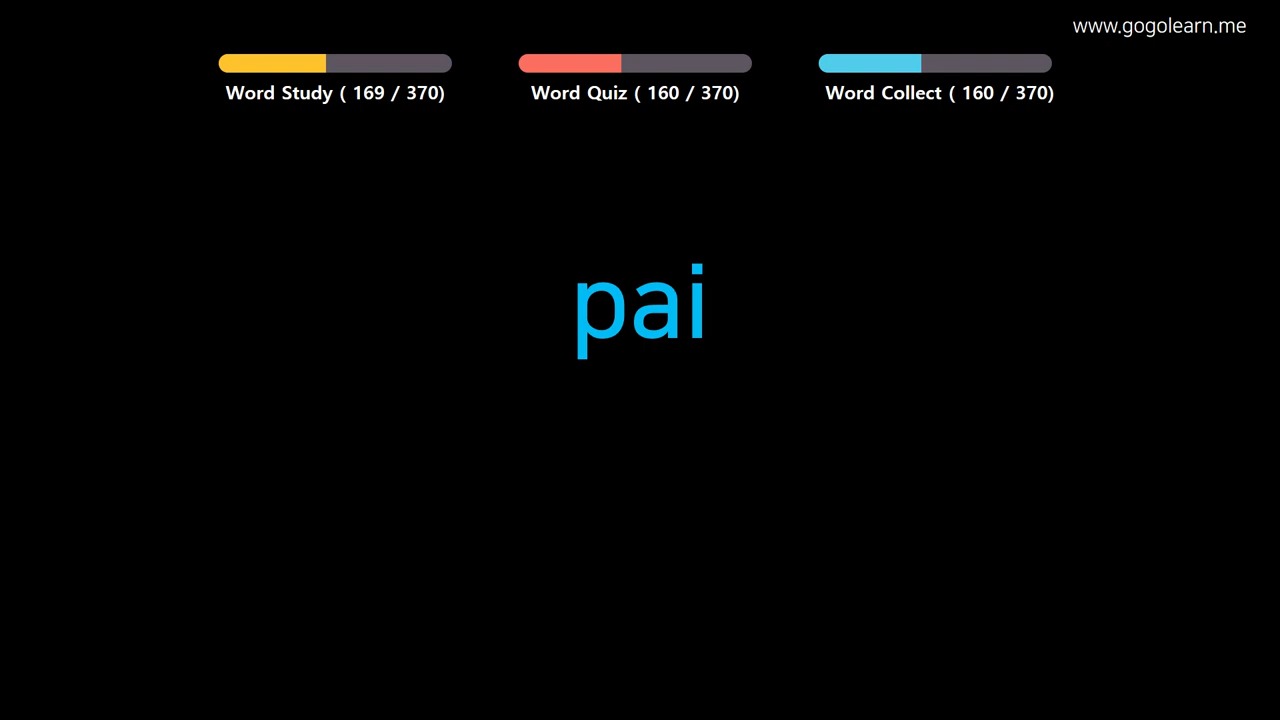 www.gogolearn.me
Word Study ( 169 / 370)
Word Quiz ( 160 / 370)
Word Collect ( 160 / 370)
pai